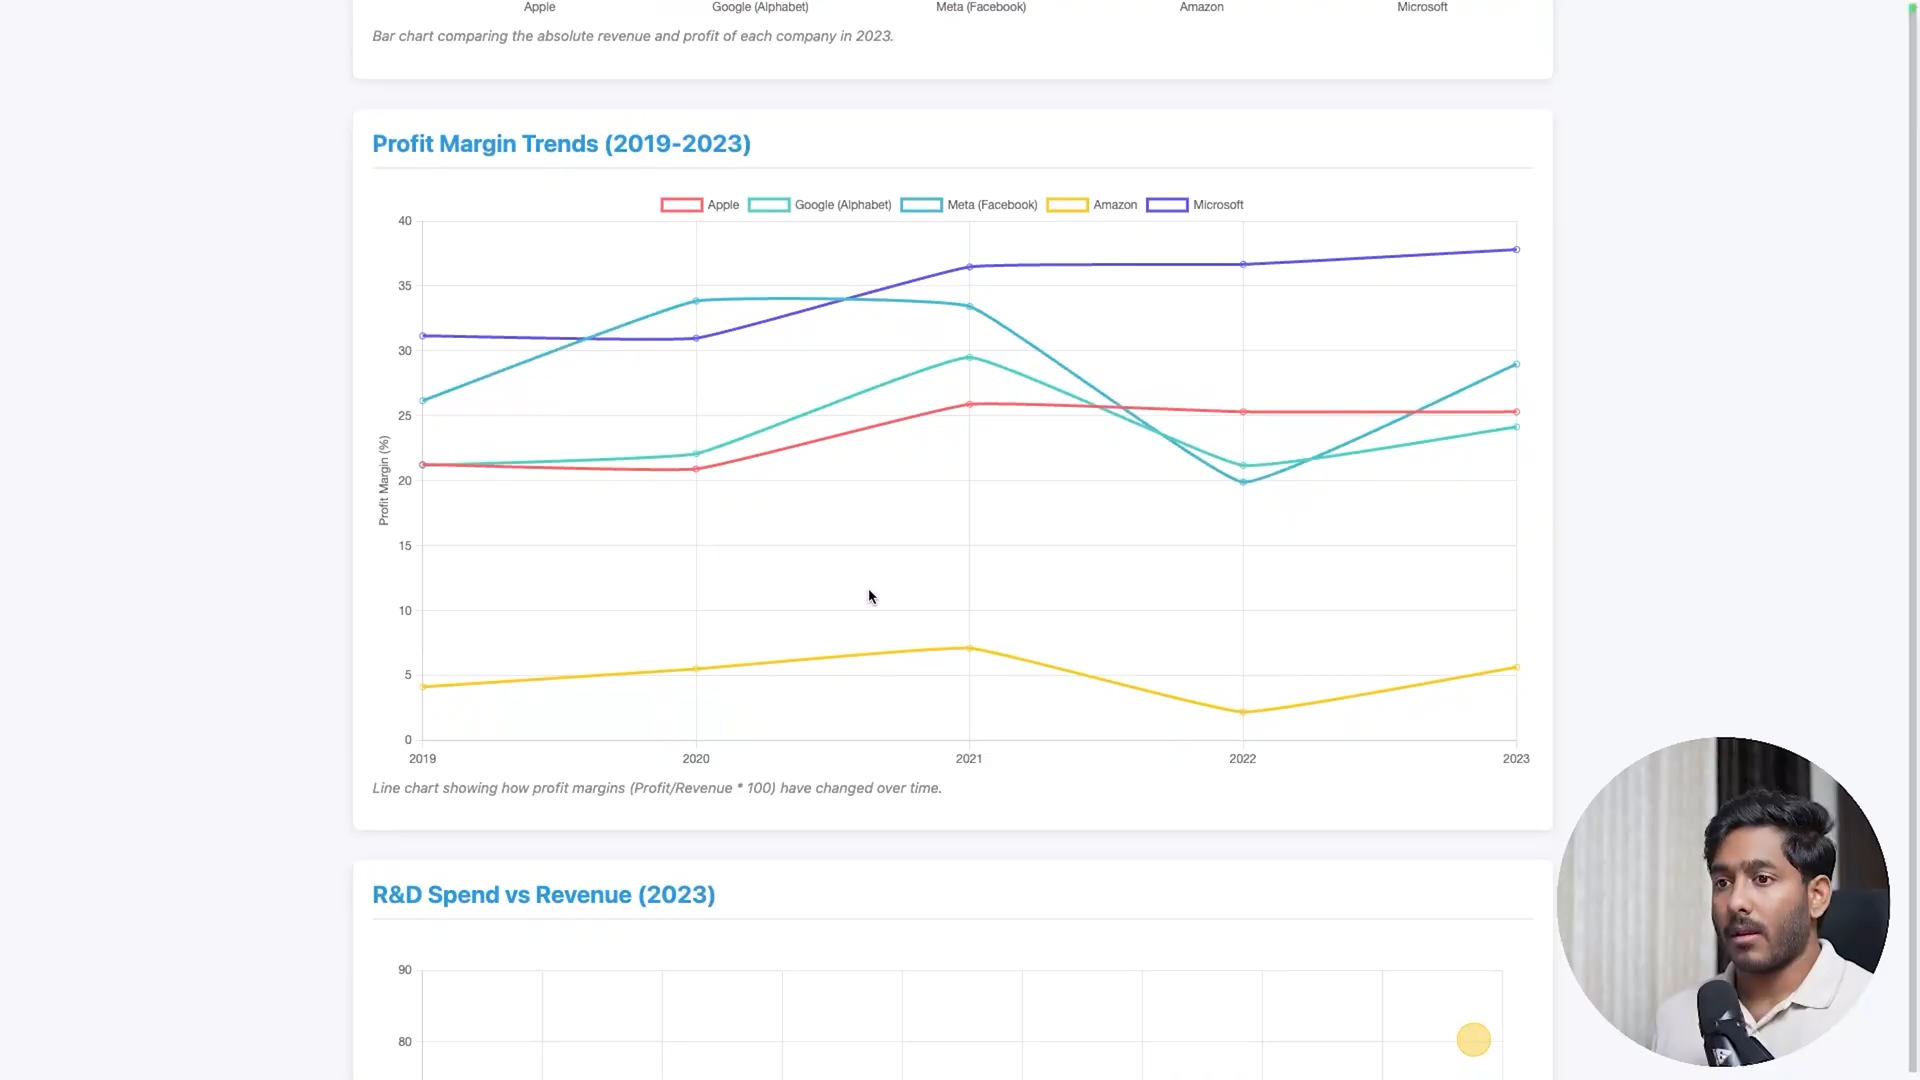 Apple Google (Alphabet) Meta (Facebook) Amazon Microsoft
Bar chart comparing the absolute revenue and profit of each company in 2023.
Profit Margin Trends (2019-2023)
Apple Google (Alphabet) Meta (Facebook) Amazon Microsoft
40
35
30
25
20
15
10
5
0
Profit Margin (%)
2019 2020 2021 2022 2023
Line chart showing how profit margins (Profit/Revenue * 100) have changed over time.
R&D Spend vs Revenue (2023)
90
80